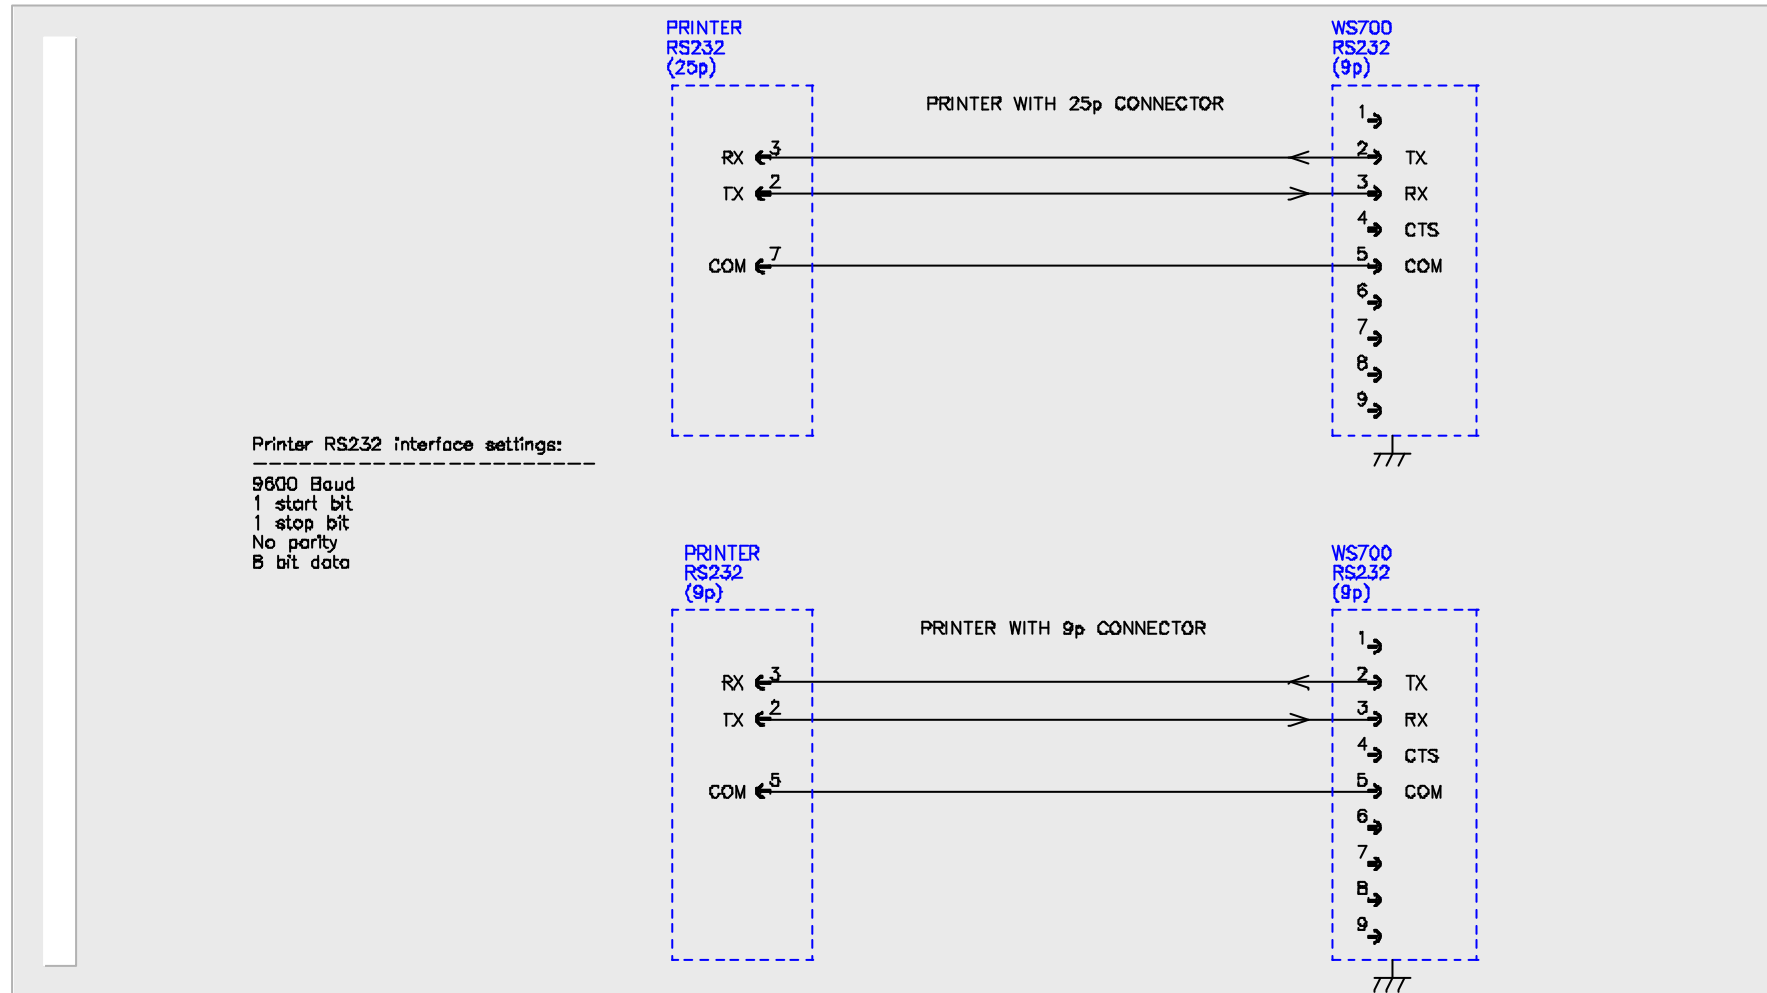 PRINTER
RS232
(25p)
WS700
RS232
(9p)
PRINTER WITH 25p CONNECTOR
1
RX 3 2 TX
TX 2 3 RX
4 CTS
COM 7 5 COM
6
7
8
9
Printer RS232 interface settings:
9600 Baud
1 start bit
1 stop bit
No parity
8 bit data
PRINTER
RS232
(9p)
WS700
RS232
(9p)
PRINTER WITH 9p CONNECTOR
1
RX 3 2 TX
TX 2 3 RX
4 CTS
COM 5 5 COM
6
7
8
9